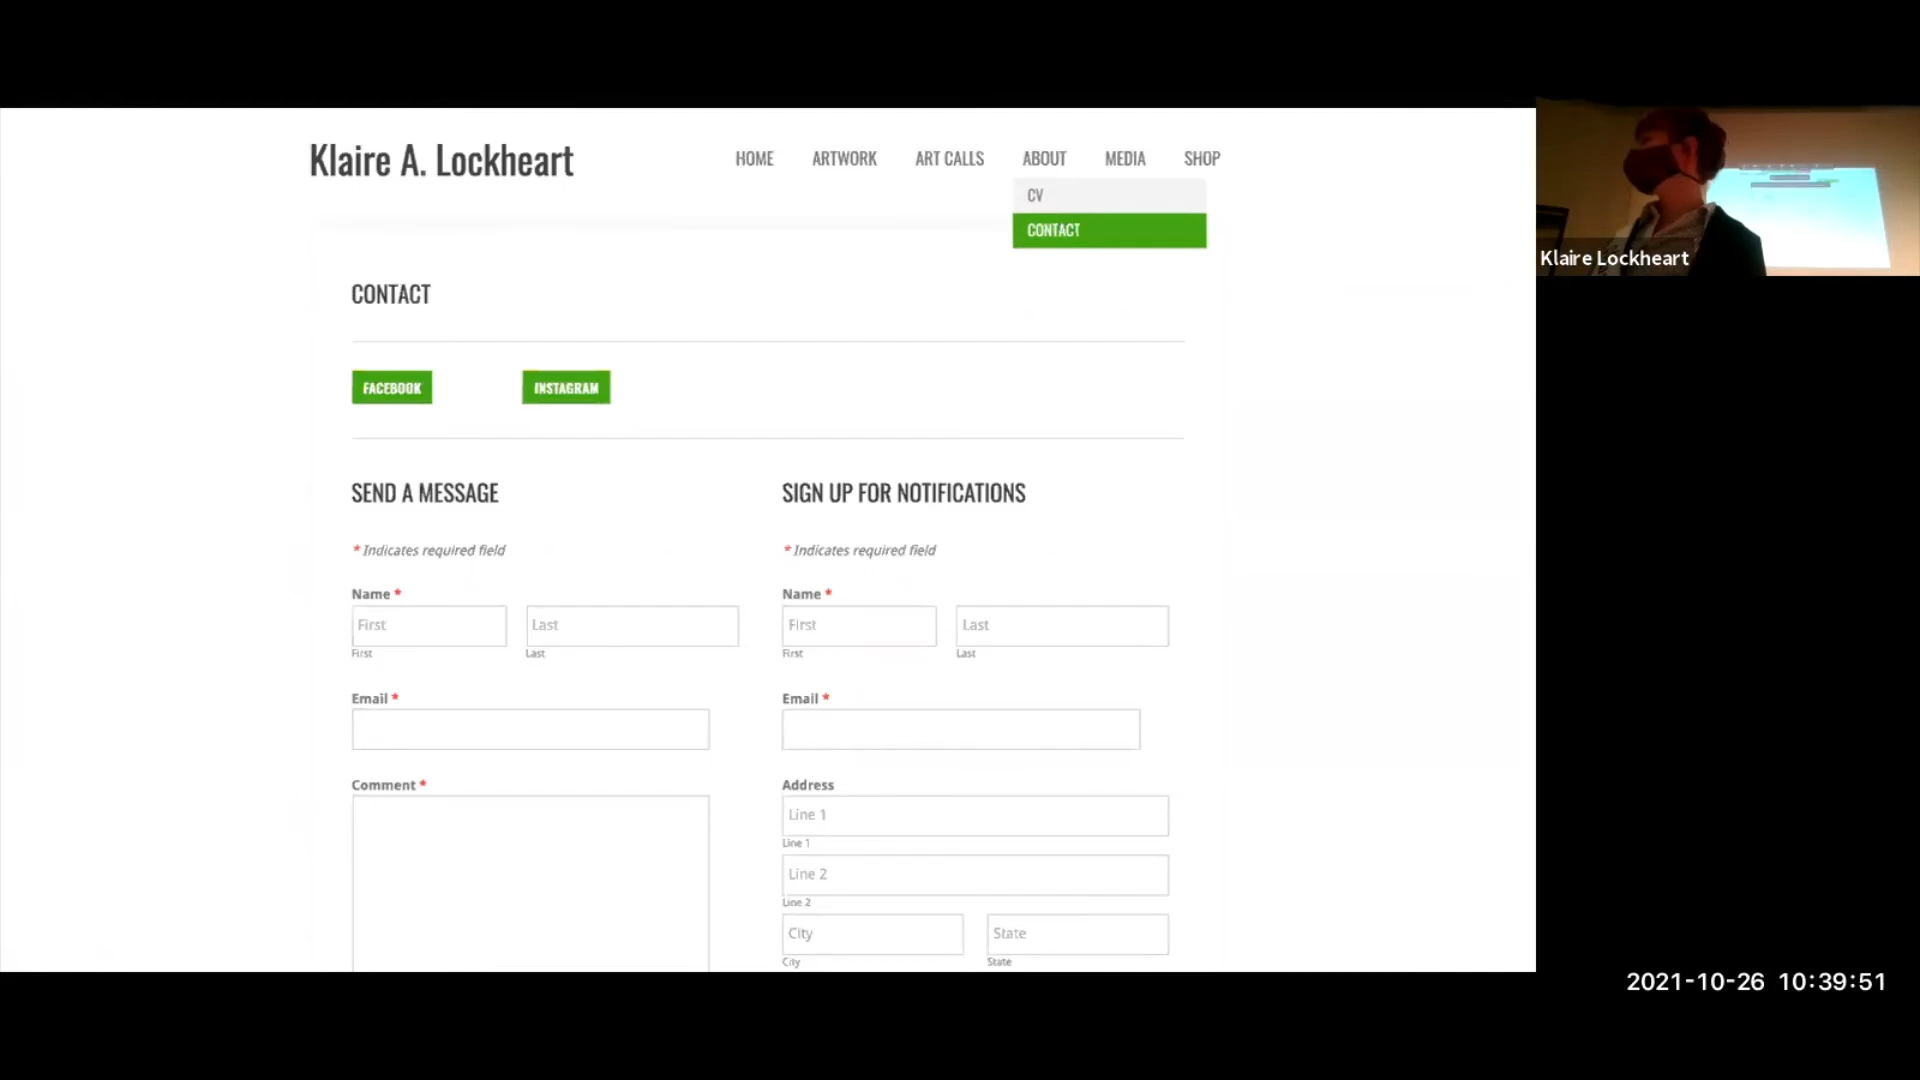 Klaire A. Lockheart
HOME ARTWORK ART CALLS ABOUT MEDIA SHOP
CV
CONTACT
Klaire Lockheart
CONTACT
FACEBOOK INSTAGRAM
SEND A MESSAGE
* Indicates required field
Name *
First Last
First Last
Email *
Comment *
SIGN UP FOR NOTIFICATIONS
* Indicates required field
Name *
First Last
First Last
Email *
Address
Line 1
Line 1
Line 2
Line 2
City State
City State
2021-10-26 10:39:51